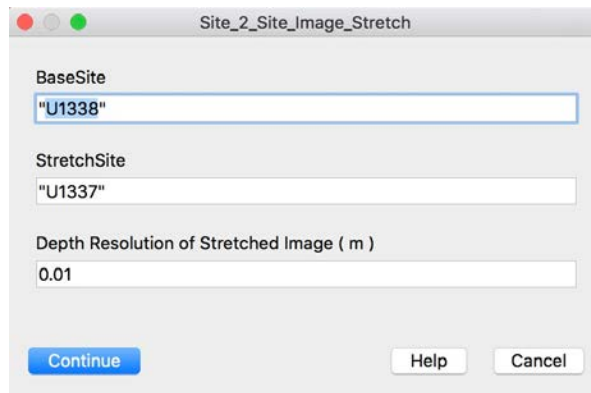 Site_2_Site_Image_Stretch
BaseSite
"U1338"
StretchSite
"U1337"
Depth Resolution of Stretched Image ( m )
0.01
Continue Help Cancel